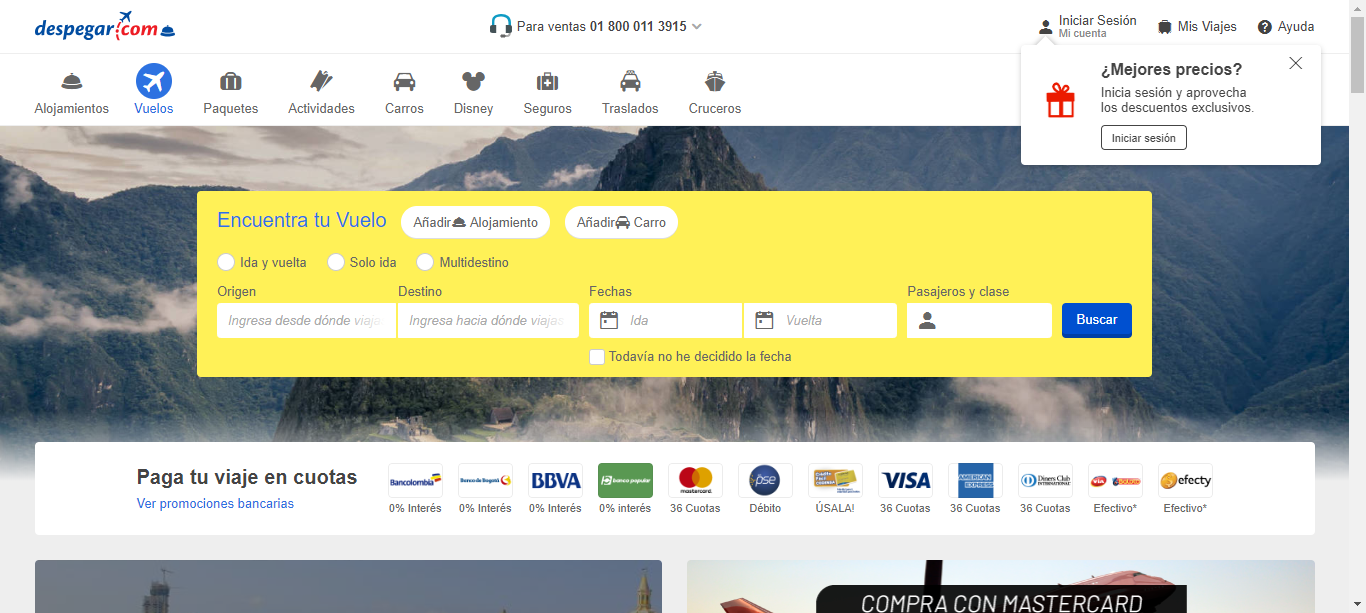 despegar.com
Para ventas 01 800 011 3915
Iniciar Sesión
Mi cuenta
Mis Viajes
Ayuda
Alojamientos
Vuelos
Paquetes
Actividades
Carros
Disney
Seguros
Traslados
Cruceros
¿Mejores precios?
Inicia sesión y aprovecha
los descuentos exclusivos.
Iniciar sesión
Encuentra tu Vuelo
Añadir Alojamiento
Añadir Carro
Ida y vuelta
Solo ida
Multidestino
Origen
Destino
Fechas
Pasajeros y clase
Ingresa desde dónde viaja
Ingresa hacia dónde viajas
Ida
Vuelta
Buscar
Todavía no he decidido la fecha
Paga tu viaje en cuotas
Ver promociones bancarias
Bancolombia
0% Interés
Banco de Bogotá
0% Interés
BBVA
0% Interés
banco popular
0% interés
mastercard
36 Cuotas
pse
Débito
¡ÚSALA!
VISA
36 Cuotas
AMERICAN EXPRESS
36 Cuotas
Diners Club
INTERNATIONAL
36 Cuotas
via BALOTO
Efectivo*
efecty
Efectivo*
COMPRA CON MASTERCARD